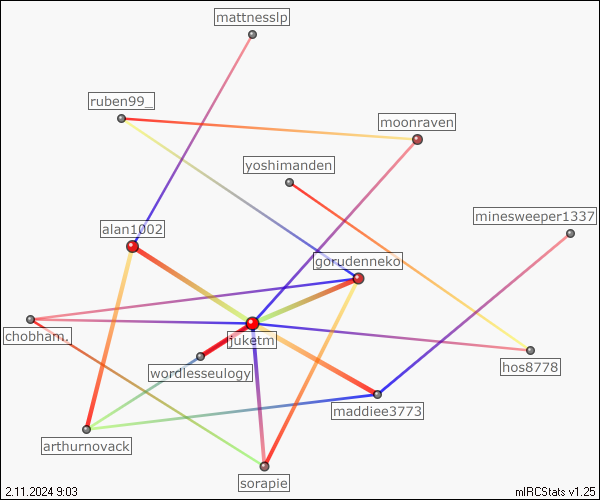 mattnesslp
ruben99_
moonraven
yoshimanden
minesweeper1337
alan1002
gorudenneko
chobham.
juketm
wordlesseulogy
hos8778
maddiee3773
arthurnovack
sorapie
2.11.2024 9:03
mIRCStats v1.25